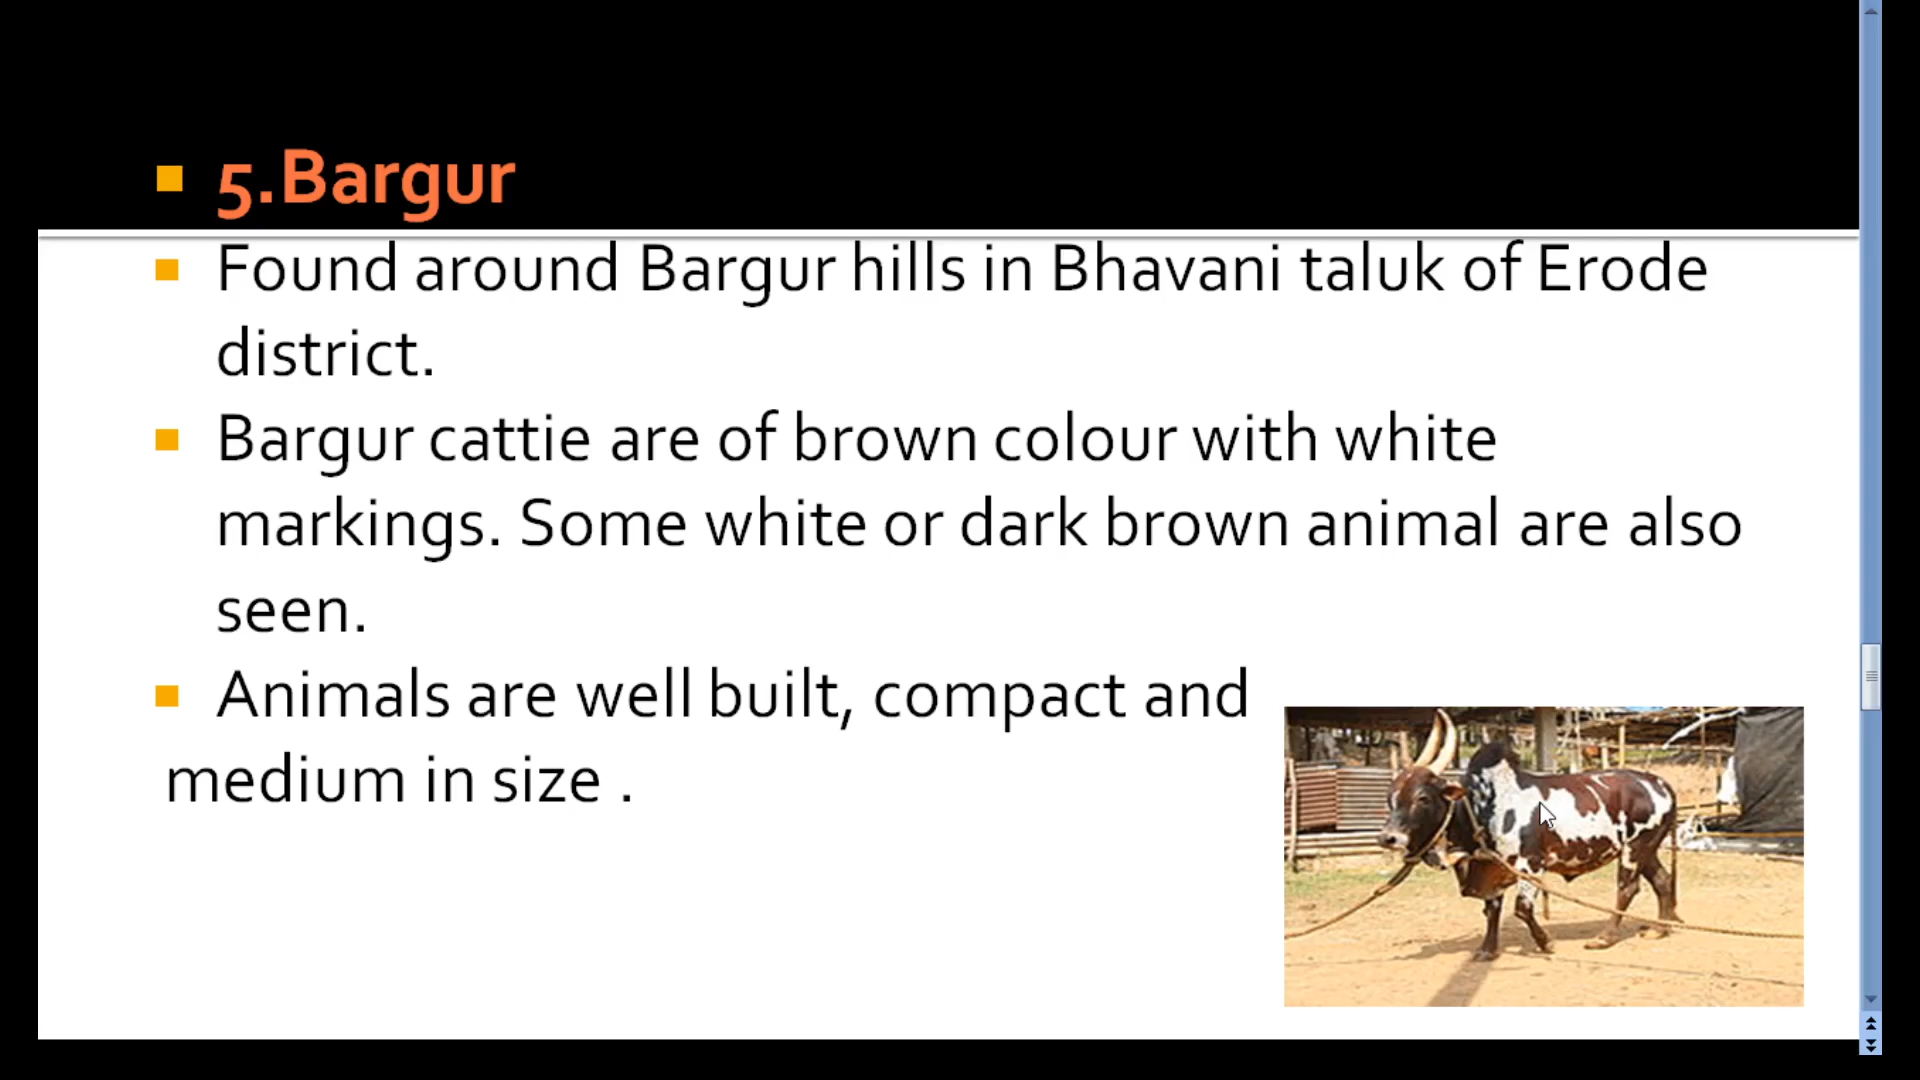 5.Bargur
Found around Bargur hills in Bhavani taluk of Erode
district.
Bargur cattie are of brown colour with white
markings. Some white or dark brown animal are also
seen.
Animals are well built, compact and
medium in size .